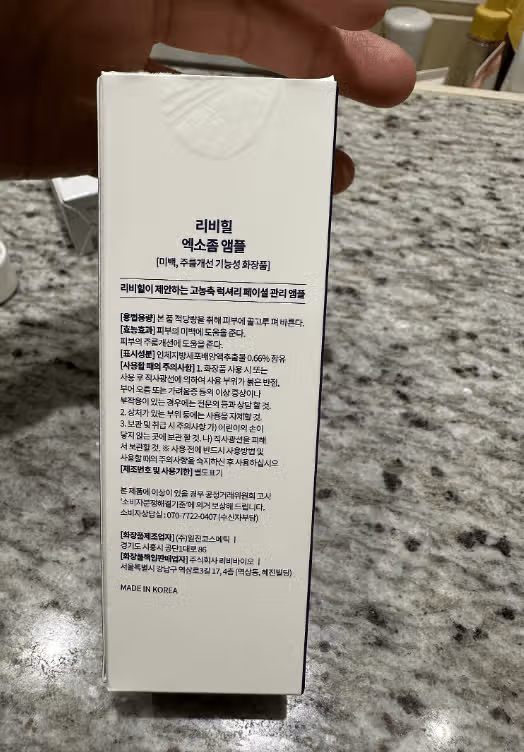 리비힐
엑소좀 앰플
[미백, 주름개선 기능성 화장품]
리비힐이 제안하는 고농축 럭셔리 페이셜 관리 앰플
[용법용량] 본 품 적당량을 취해 피부에 골고루 펴 바른다.
[효능효과] 피부의 미백에 도움을 준다.
피부의 주름개선에 도움을 준다.
[표시성분] 인체지방세포배양액추출물 0.66% 함유
[사용할 때의 주의사항] 1. 화장품 사용 시 또는
사용 후 직사광선에 의하여 사용 부위가 붉은 반점,
부어 오름 또는 가려움증 등의 이상 증상이나
부작용이 있는 경우에는 전문의 등과 상담 할 것.
2. 상처가 있는 부위 등에는 사용을 자제할 것.
3. 보관 및 취급 시 주의사항 가) 어린이의 손이
닿지 않는 곳에 보관 할 것. 나) 직사광선을 피해
서 보관할 것. ※ 사용 전에 반드시 사용방법 및
사용할 때의 주의사항을 숙지하신 후 사용하십시오
[제조번호 및 사용기한] 별도표기
본 제품에 이상이 있을 경우 공정거래위원회 고시
'소비자분쟁해결기준'에 의거 보상해 드립니다.
소비자상담실 : 070-7722-0407 (수신자부담)
[화장품제조업자] (주)일진코스메틱 |
경기도 시흥시 공단1대로 86
[화장품책임판매업자] 주식회사 리비바이오 |
서울특별시 강남구 역삼로3길 17, 4층 (역삼동, 혜진빌딩)
MADE IN KOREA